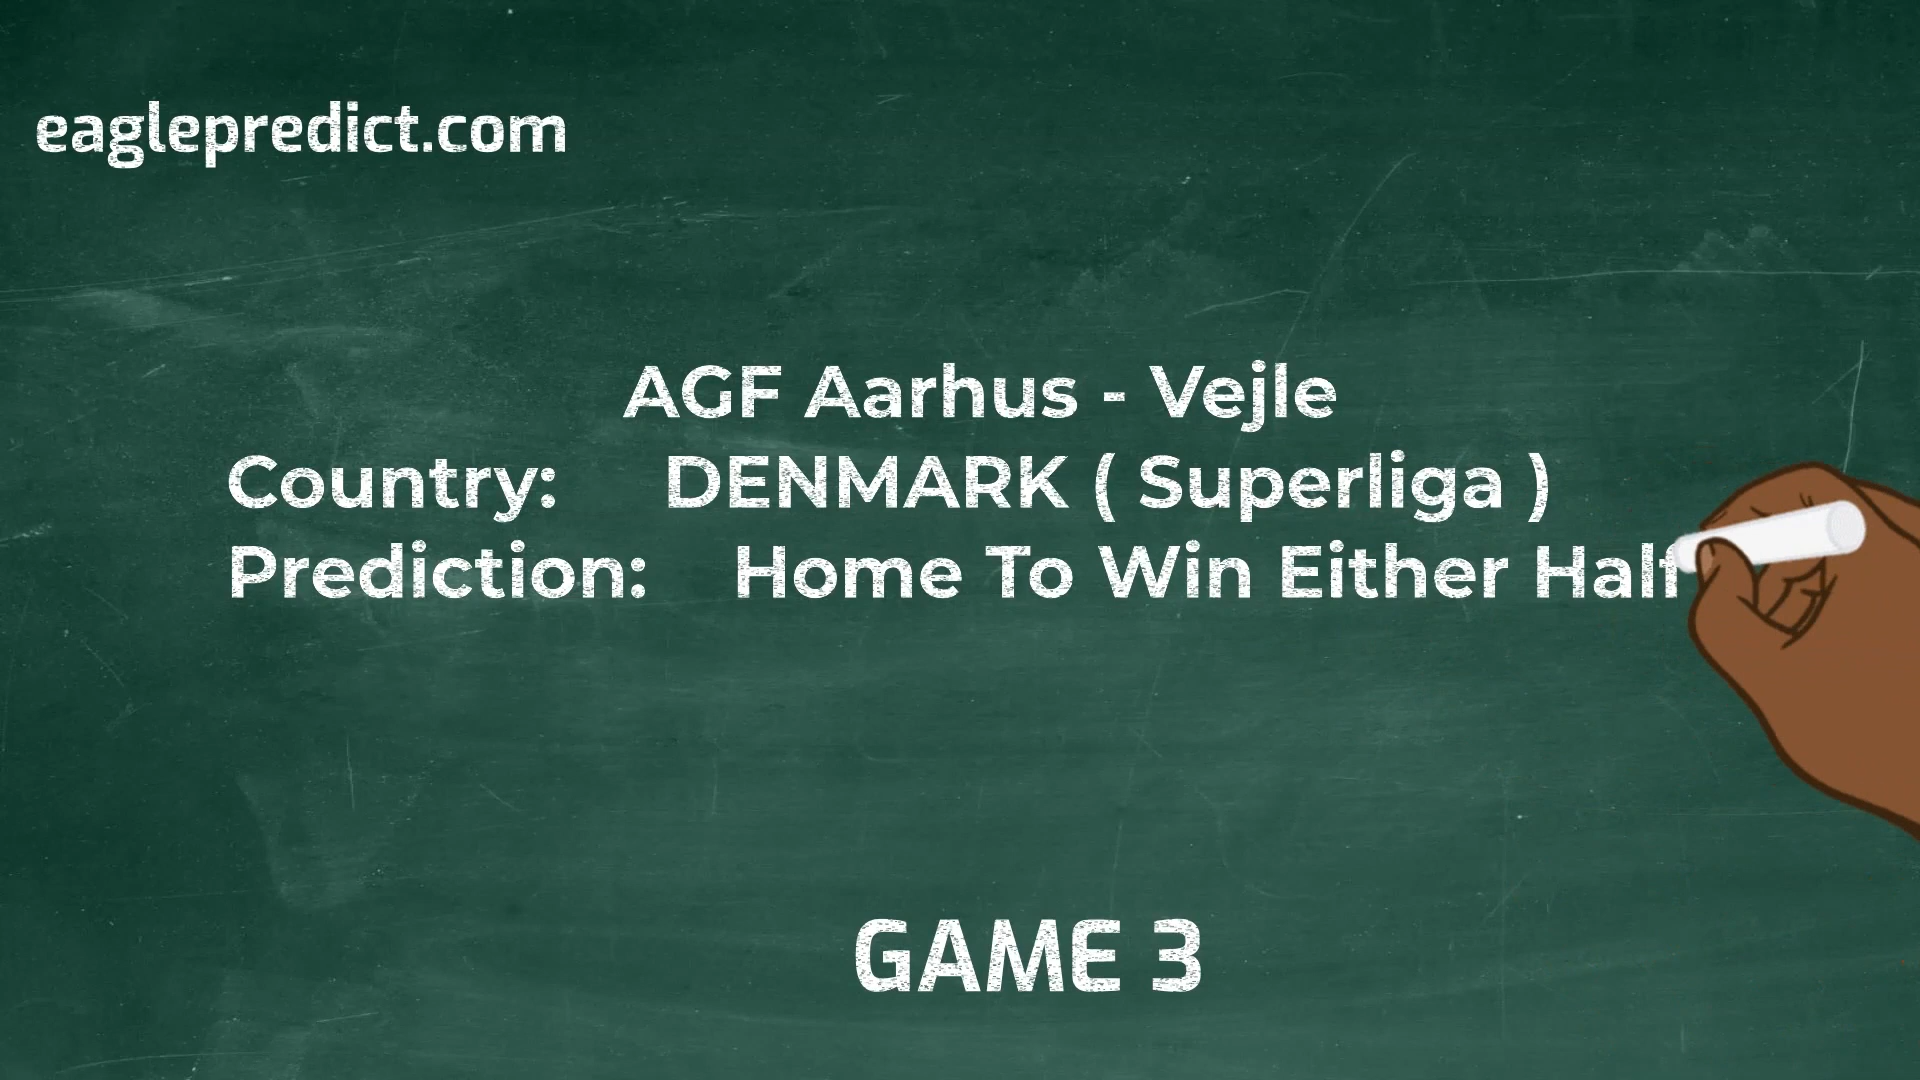 eaglepredict.com
AGF Aarhus - Vejle
Country: DENMARK ( Superliga )
Prediction: Home To Win Either Half
GAME 3